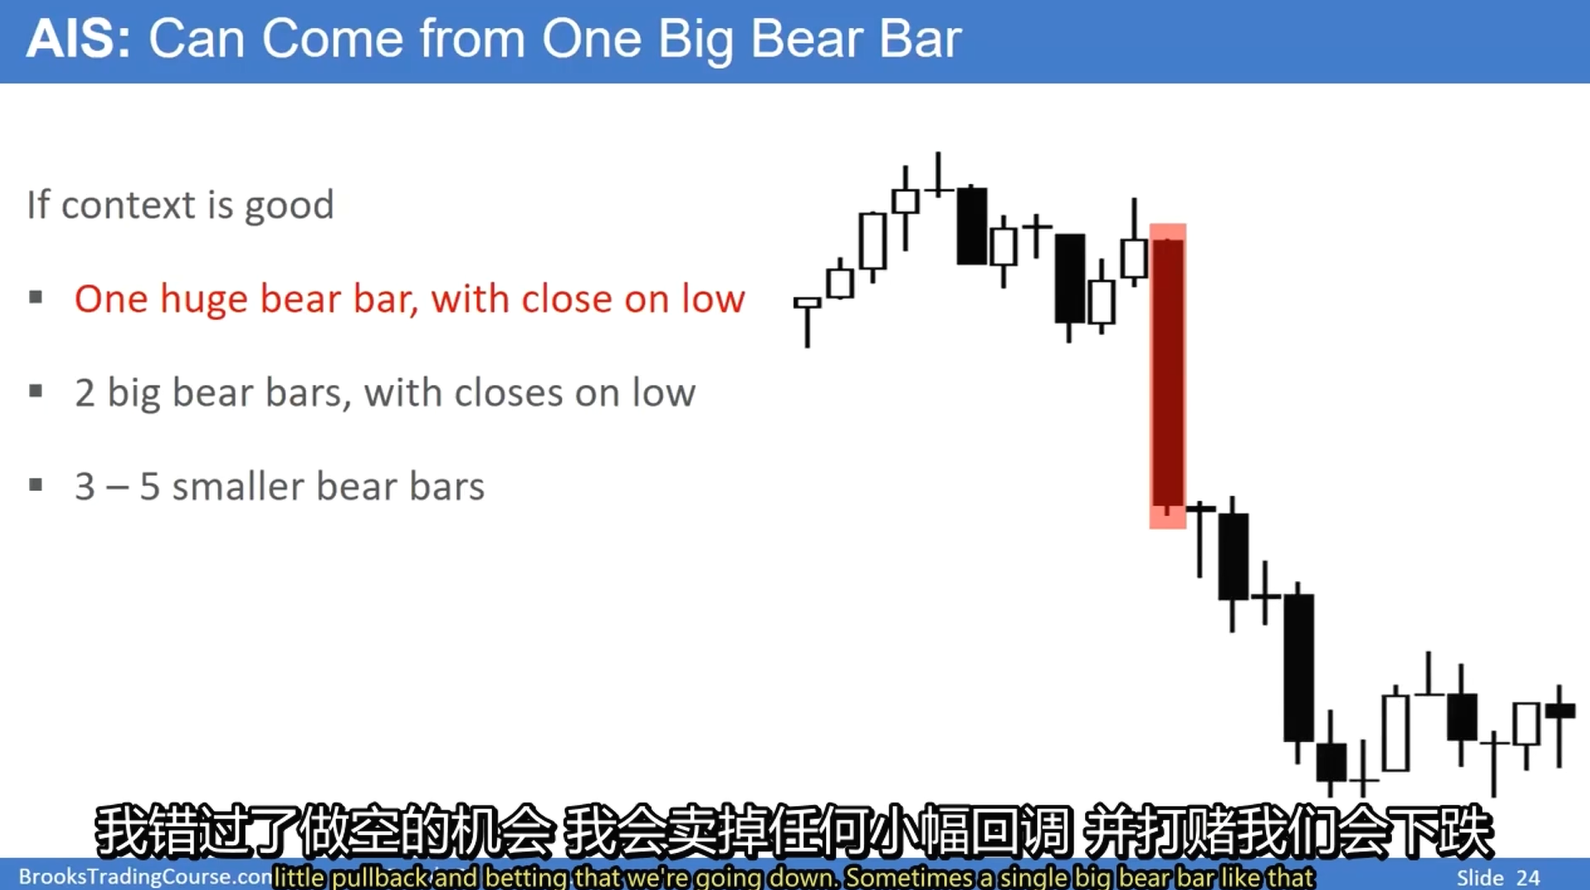 AIS: Can Come from One Big Bear Bar
If context is good
▪ One huge bear bar, with close on low
▪ 2 big bear bars, with closes on low
▪ 3 – 5 smaller bear bars
我错过了做空的机会 我会卖掉任何小幅回调 并打赌我们会下跌
BrooksTradingCourse.com
little pullback and betting that we're going down. Sometimes a single big bear bar like that
Slide 24